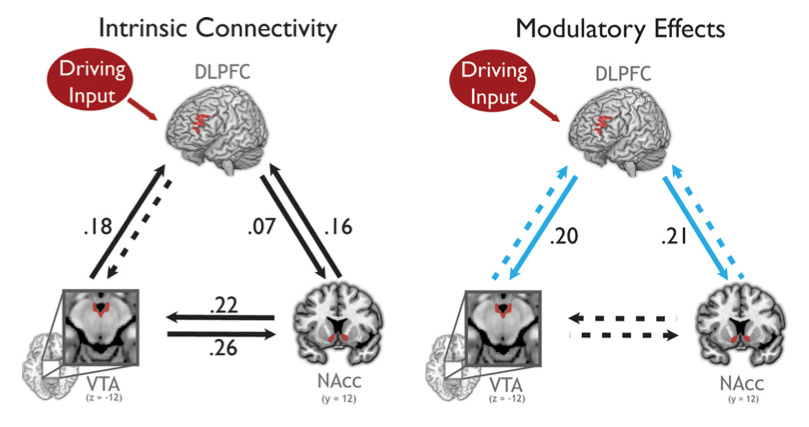 Intrinsic Connectivity
Driving
Input
DLPFC
.18
.07
.16
.22
.26
VTA
(z = -12)
NAcc
(y = 12)
Modulatory Effects
Driving
Input
DLPFC
.20
.21
VTA
(z = -12)
NAcc
(y = 12)